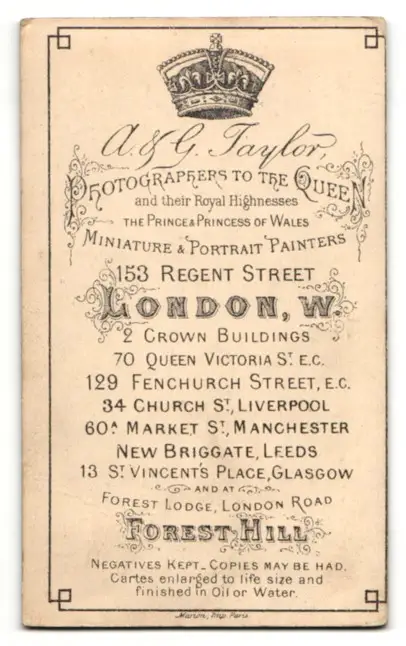 A. & G. Taylor,
PHOTOGRAPHERS TO THE QUEEN
and their Royal Highnesses
THE PRINCE & PRINCESS OF WALES
MINIATURE & PORTRAIT PAINTERS
153 REGENT STREET
LONDON, W.
2 CROWN BUILDINGS
70 QUEEN VICTORIA ST. E.C.
129 FENCHURCH STREET, E.C.
34 CHURCH ST, LIVERPOOL
60A MARKET ST, MANCHESTER
NEW BRIGGATE, LEEDS
13 ST VINCENT'S PLACE, GLASGOW
AND AT
FOREST LODGE, LONDON ROAD
FOREST HILL
NEGATIVES KEPT_COPIES MAY BE HAD.
Cartes enlarged to life size and
finished in Oil or Water.
Marion, Imp. Paris